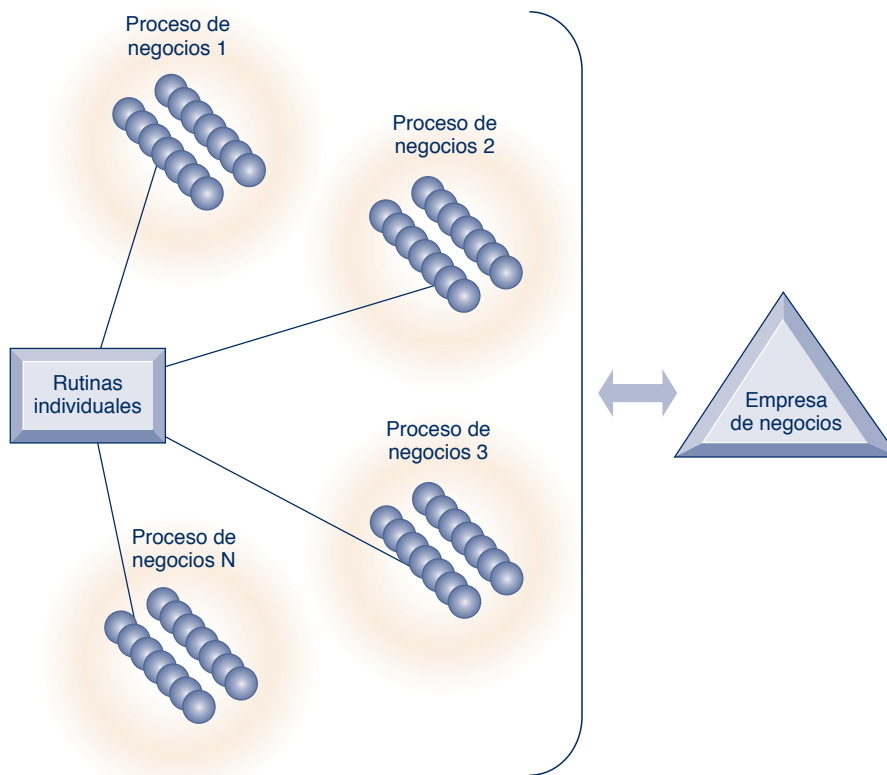 Proceso de
negocios 1
Proceso de
negocios 2
Rutinas
individuales
Proceso de
negocios 3
Proceso de
negocios N
Empresa
de negocios